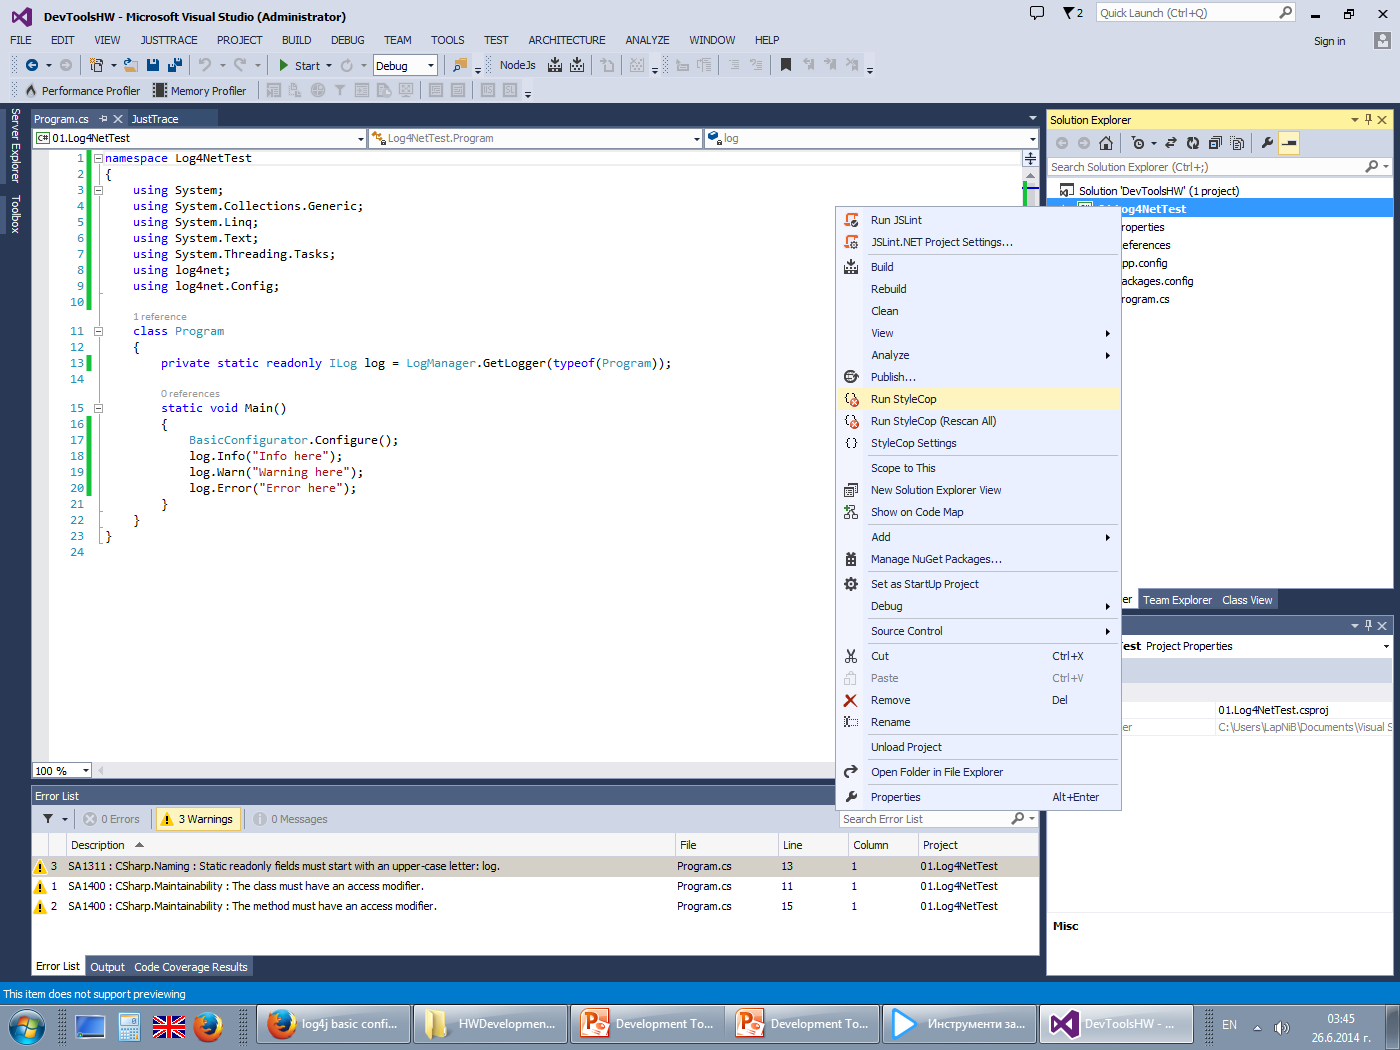 DevToolsHW - Microsoft Visual Studio (Administrator)
2
Quick Launch (Ctrl+Q)
FILE EDIT VIEW JUSTTRACE PROJECT BUILD DEBUG TEAM TOOLS TEST ARCHITECTURE ANALYZE WINDOW HELP
Sign in
Start Debug NodeJs
Performance Profiler Memory Profiler
Server Explorer
Toolbox
Program.cs JustTrace
01.Log4NetTest Log4NetTest.Program log
1 namespace Log4NetTest
2 {
3 using System;
4 using System.Collections.Generic;
5 using System.Linq;
6 using System.Text;
7 using System.Threading.Tasks;
8 using log4net;
9 using log4net.Config;
10
1 reference
11 class Program
12 {
13 private static readonly ILog log = LogManager.GetLogger(typeof(Program));
14
0 references
15 static void Main()
16 {
17 BasicConfigurator.Configure();
18 log.Info("Info here");
19 log.Warn("Warning here");
20 log.Error("Error here");
21 }
22 }
23 }
24
100 %
Run JSLint
JSLint.NET Project Settings...
Build
Rebuild
Clean
View
Analyze
Publish...
Run StyleCop
Run StyleCop (Rescan All)
StyleCop Settings
Scope to This
New Solution Explorer View
Show on Code Map
Add
Manage NuGet Packages...
Set as StartUp Project
Debug
Source Control
Cut Ctrl+X
Paste Ctrl+V
Remove Del
Rename
Unload Project
Open Folder in File Explorer
Properties Alt+Enter
Solution Explorer
Search Solution Explorer (Ctrl+;)
Solution 'DevToolsHW' (1 project)
og4NetTest
operties
eferences
pp.config
ackages.config
rogram.cs
er Team Explorer Class View
est Project Properties
01.Log4NetTest.csproj
er C:\Users\LapNiB\Documents\Visual S
Misc
Error List
0 Errors 3 Warnings 0 Messages
Search Error List
Description File Line Column Project
3 SA1311 : CSharp.Naming : Static readonly fields must start with an upper-case letter: log. Program.cs 13 1 01.Log4NetTest
1 SA1400 : CSharp.Maintainability : The class must have an access modifier. Program.cs 11 1 01.Log4NetTest
2 SA1400 : CSharp.Maintainability : The method must have an access modifier. Program.cs 15 1 01.Log4NetTest
Error List Output Code Coverage Results
This item does not support previewing
log4j basic confi... HWDevelopmen... Development To... Development To... Инструменти за... DevToolsHW - ...
EN
03:45
26.6.2014 г.